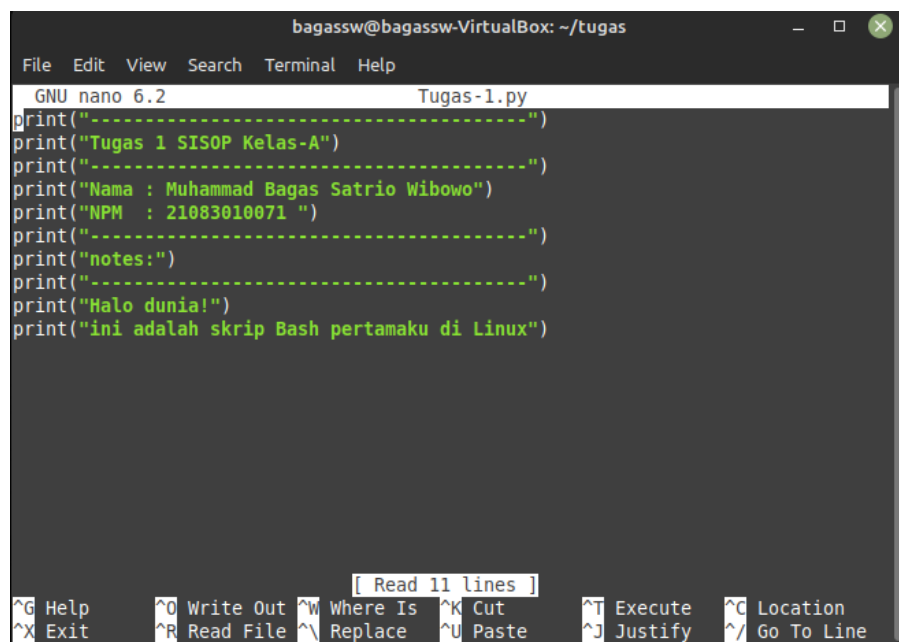 bagassw@bagassw-VirtualBox: ~/tugas
File Edit View Search Terminal Help
GNU nano 6.2 Tugas-1.py
print("----------------------------------------")
print("Tugas 1 SISOP Kelas-A")
print("----------------------------------------")
print("Nama : Muhammad Bagas Satrio Wibowo")
print("NPM  : 21083010071 ")
print("----------------------------------------")
print("notes:")
print("----------------------------------------")
print("Halo dunia!")
print("ini adalah skrip Bash pertamaku di Linux")
[ Read 11 lines ]
^G Help ^O Write Out ^W Where Is ^K Cut ^T Execute ^C Location
^X Exit ^R Read File ^\ Replace ^U Paste ^J Justify ^/ Go To Line